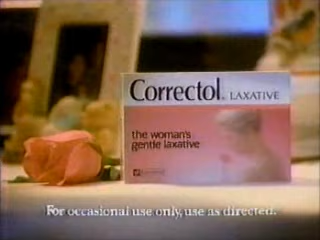 Correctol. LAXATIVE
the woman's
gentle laxative
For occasional use only, use as directed.